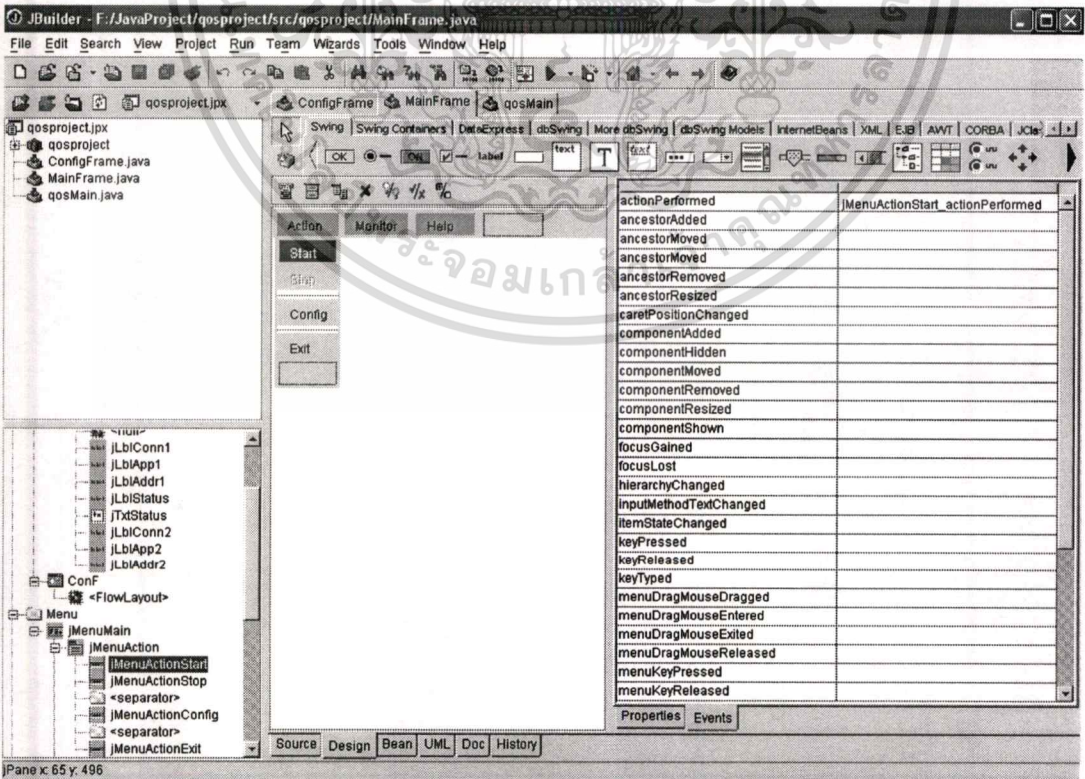 JBuilder - F:/JavaProject/qosproject/src/qosproject/MainFrame.java
File Edit Search View Project Run Team Wizards Tools Window Help
qosproject.jpx
ConfigFrame MainFrame qosMain
qosproject.jpx
qosproject
ConfigFrame.java
MainFrame.java
qosMain.java
Swing Swing Containers DataExpress dbSwing More dbSwing dbSwing Models InternetBeans XML EJB AWT CORBA
OK label text T text
Action Monitor Help
Start
Stop
Config
Exit
actionPerformed jMenuActionStart_actionPerformed
ancestorAdded
ancestorMoved
ancestorMoved
ancestorRemoved
ancestorResized
caretPositionChanged
componentAdded
componentHidden
componentMoved
componentRemoved
componentResized
componentShown
focusGained
focusLost
hierarchyChanged
inputMethodTextChanged
itemStateChanged
keyPressed
keyReleased
keyTyped
menuDragMouseDragged
menuDragMouseEntered
menuDragMouseExited
menuDragMouseReleased
menuKeyPressed
menuKeyReleased
Properties Events
<null>
jLblConn1
jLblApp1
jLblAddr1
jLblStatus
jTxtStatus
jLblConn2
jLblApp2
jLblAddr2
ConF
<FlowLayout>
Menu
jMenuMain
jMenuAction
jMenuActionStart
jMenuActionStop
<separator>
jMenuActionConfig
<separator>
jMenuActionExit
Source Design Bean UML Doc History
jPane x: 65 y: 496